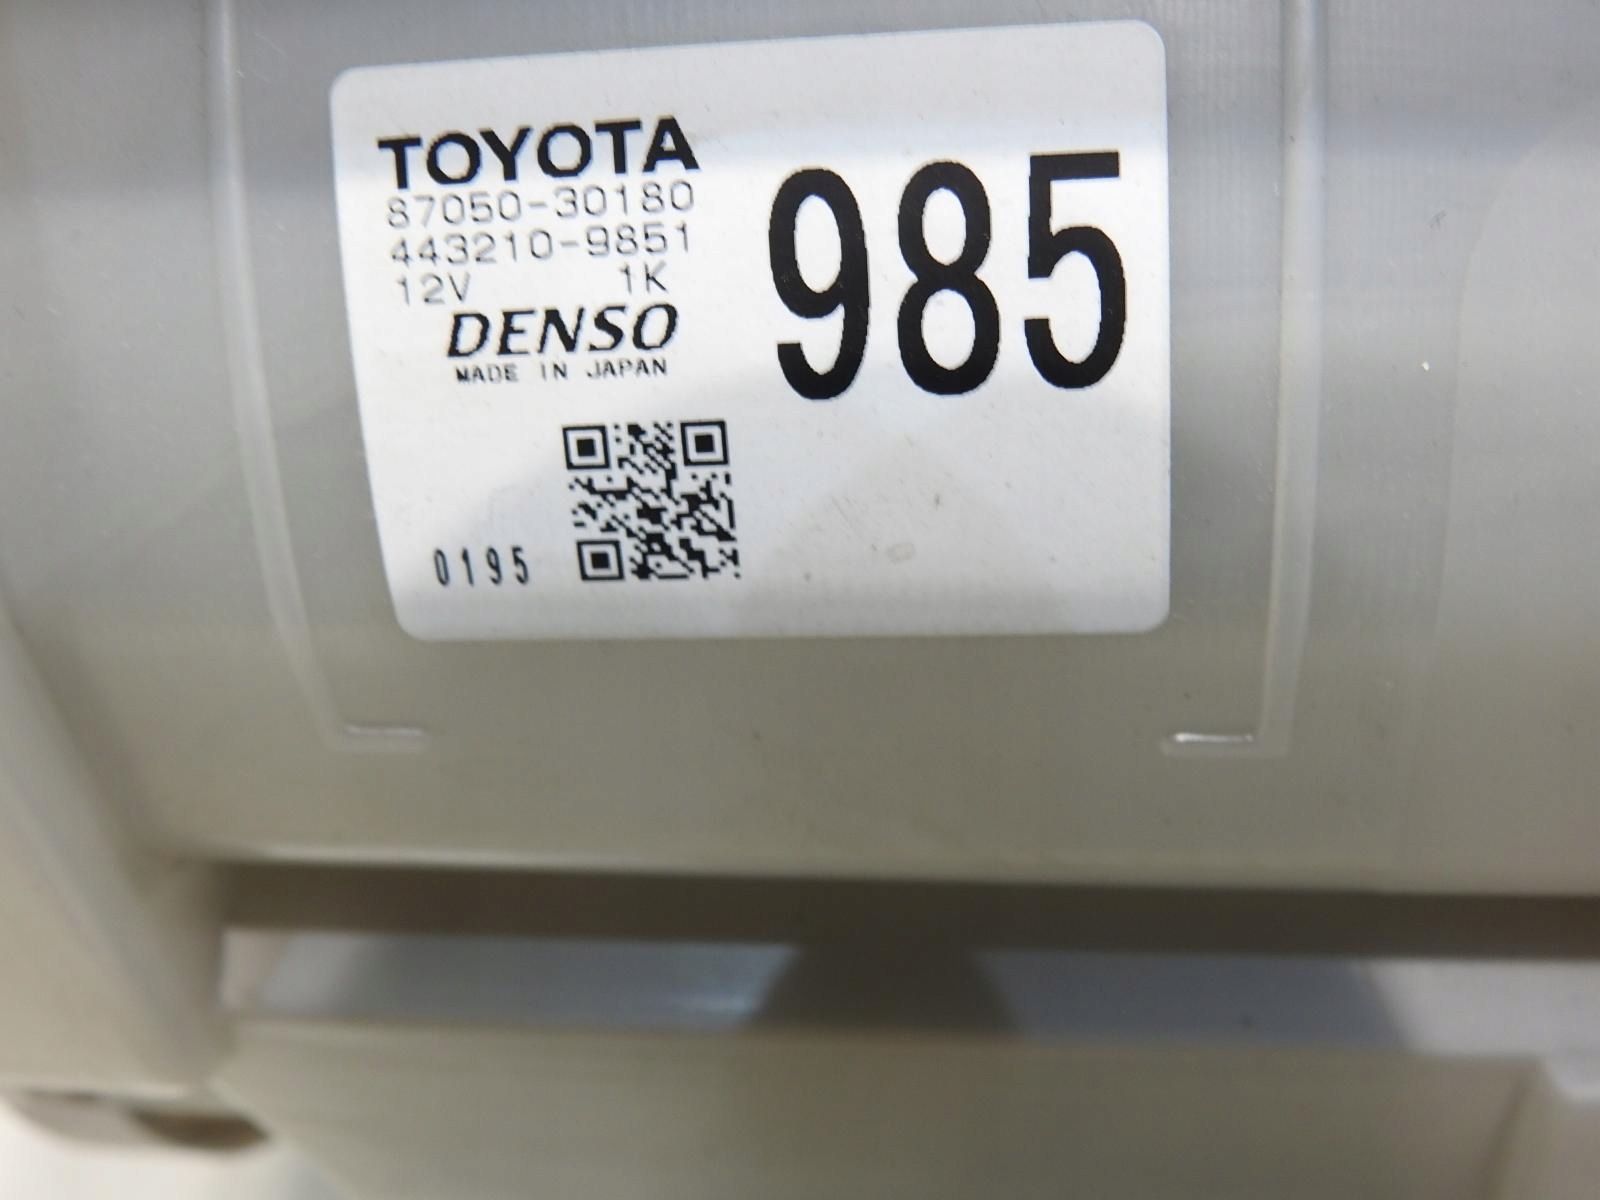 TOYOTA
87050-30180
443210-9851
12V 1K
DENSO
MADE IN JAPAN
985
0195